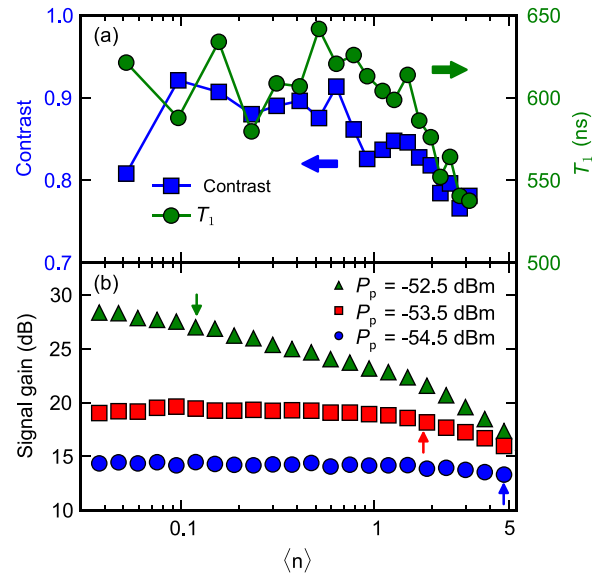 (a)
1.0
0.9
0.8
0.7
Contrast
650
600
550
500
T₁ (ns)
Contrast
T₁
(b)
Pₚ = -52.5 dBm
Pₚ = -53.5 dBm
Pₚ = -54.5 dBm
30
25
20
15
10
Signal gain (dB)
0.1 1 5
⟨n⟩